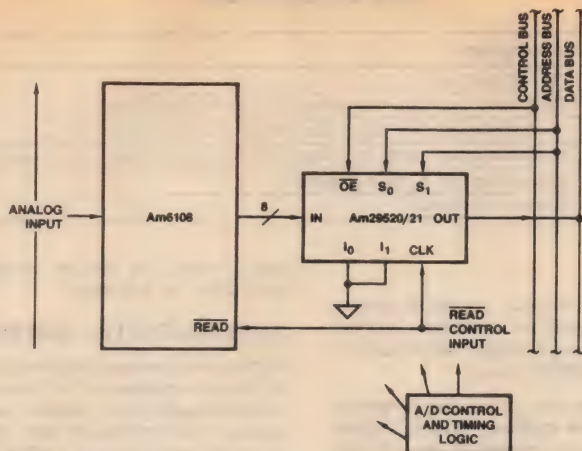 CONTROL BUS
ADDRESS BUS
DATA BUS
ANALOG
INPUT
Am6108
READ
8
OE S0 S1
IN Am29520/21 OUT
I0 I1 CLK
READ
CONTROL
INPUT
A/D CONTROL
AND TIMING
LOGIC